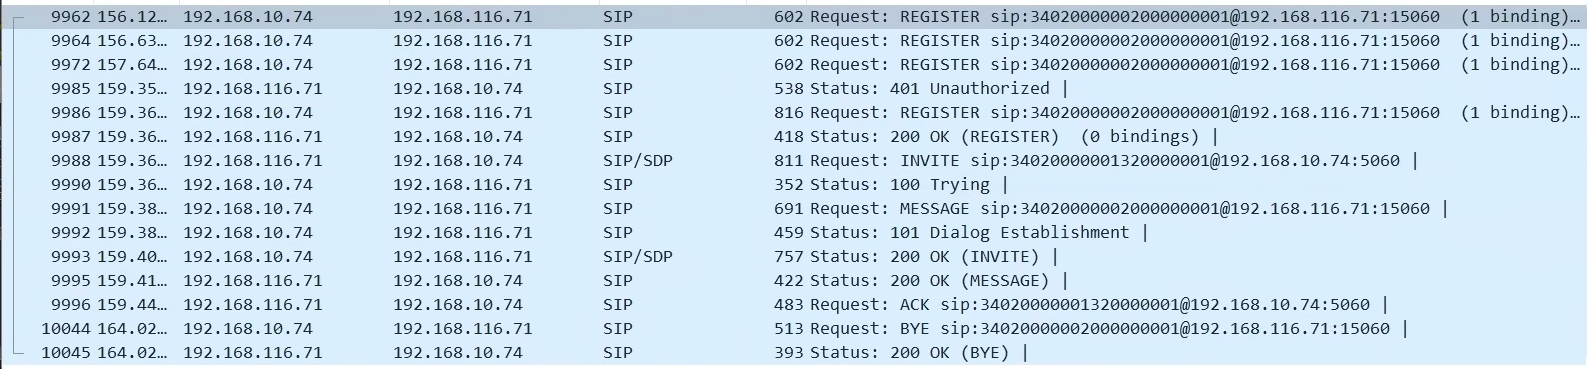 9962 156.12… 192.168.10.74 192.168.116.71 SIP 602 Request: REGISTER sip:34020000002000000001@192.168.116.71:15060 (1 binding)…
9964 156.63… 192.168.10.74 192.168.116.71 SIP 602 Request: REGISTER sip:34020000002000000001@192.168.116.71:15060 (1 binding)…
9972 157.64… 192.168.10.74 192.168.116.71 SIP 602 Request: REGISTER sip:34020000002000000001@192.168.116.71:15060 (1 binding)…
9985 159.35… 192.168.116.71 192.168.10.74 SIP 538 Status: 401 Unauthorized |
9986 159.36… 192.168.10.74 192.168.116.71 SIP 816 Request: REGISTER sip:34020000002000000001@192.168.116.71:15060 (1 binding)…
9987 159.36… 192.168.116.71 192.168.10.74 SIP 418 Status: 200 OK (REGISTER) (0 bindings) |
9988 159.36… 192.168.116.71 192.168.10.74 SIP/SDP 811 Request: INVITE sip:34020000001320000001@192.168.10.74:5060 |
9990 159.36… 192.168.10.74 192.168.116.71 SIP 352 Status: 100 Trying |
9991 159.38… 192.168.10.74 192.168.116.71 SIP 691 Request: MESSAGE sip:34020000002000000001@192.168.116.71:15060 |
9992 159.38… 192.168.10.74 192.168.116.71 SIP 459 Status: 101 Dialog Establishment |
9993 159.40… 192.168.10.74 192.168.116.71 SIP/SDP 757 Status: 200 OK (INVITE) |
9995 159.41… 192.168.116.71 192.168.10.74 SIP 422 Status: 200 OK (MESSAGE) |
9996 159.44… 192.168.116.71 192.168.10.74 SIP 483 Request: ACK sip:34020000001320000001@192.168.10.74:5060 |
10044 164.02… 192.168.10.74 192.168.116.71 SIP 513 Request: BYE sip:34020000002000000001@192.168.116.71:15060 |
10045 164.02… 192.168.116.71 192.168.10.74 SIP 393 Status: 200 OK (BYE) |